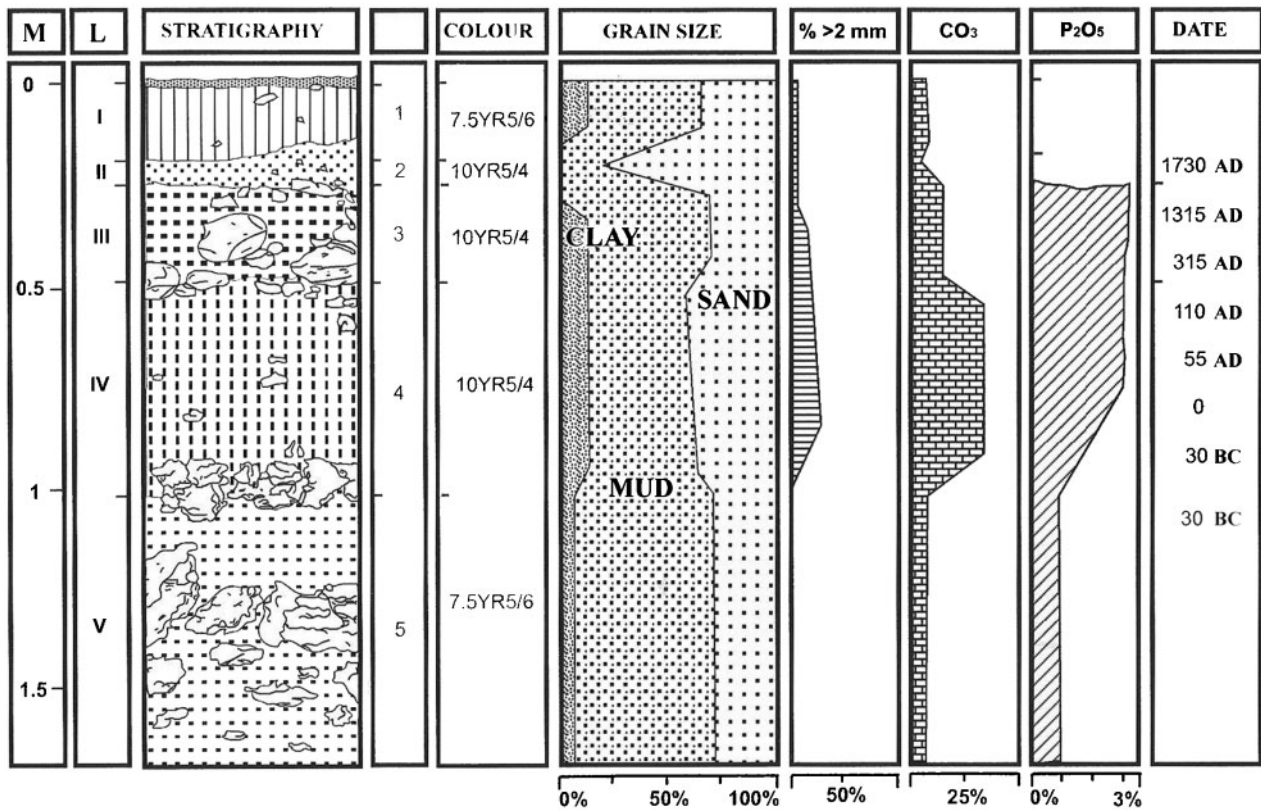 M L STRATIGRAPHY COLOUR GRAIN SIZE % >2 mm CO₃ P₂O₅ DATE
0
I 1 7.5YR5/6
II 2 10YR5/4 1730 AD
III 3 10YR5/4 CLAY 1315 AD
315 AD
0.5 SAND
110 AD
55 AD
IV 4 10YR5/4
0
30 BC
1 MUD
30 BC
7.5YR5/6
V 5
1.5
0% 50% 100% 50% 25% 0% 3%